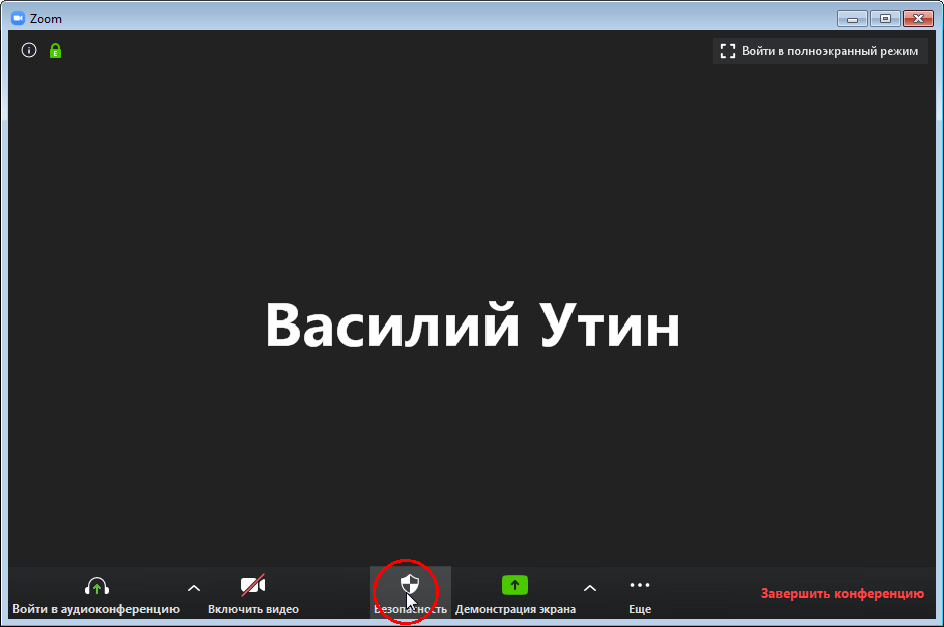 Zoom
Войти в полноэкранный режим
Василий Утин
Войти в аудиоконференцию
Включить видео
Безопасность
Демонстрация экрана
Еще
Завершить конференцию